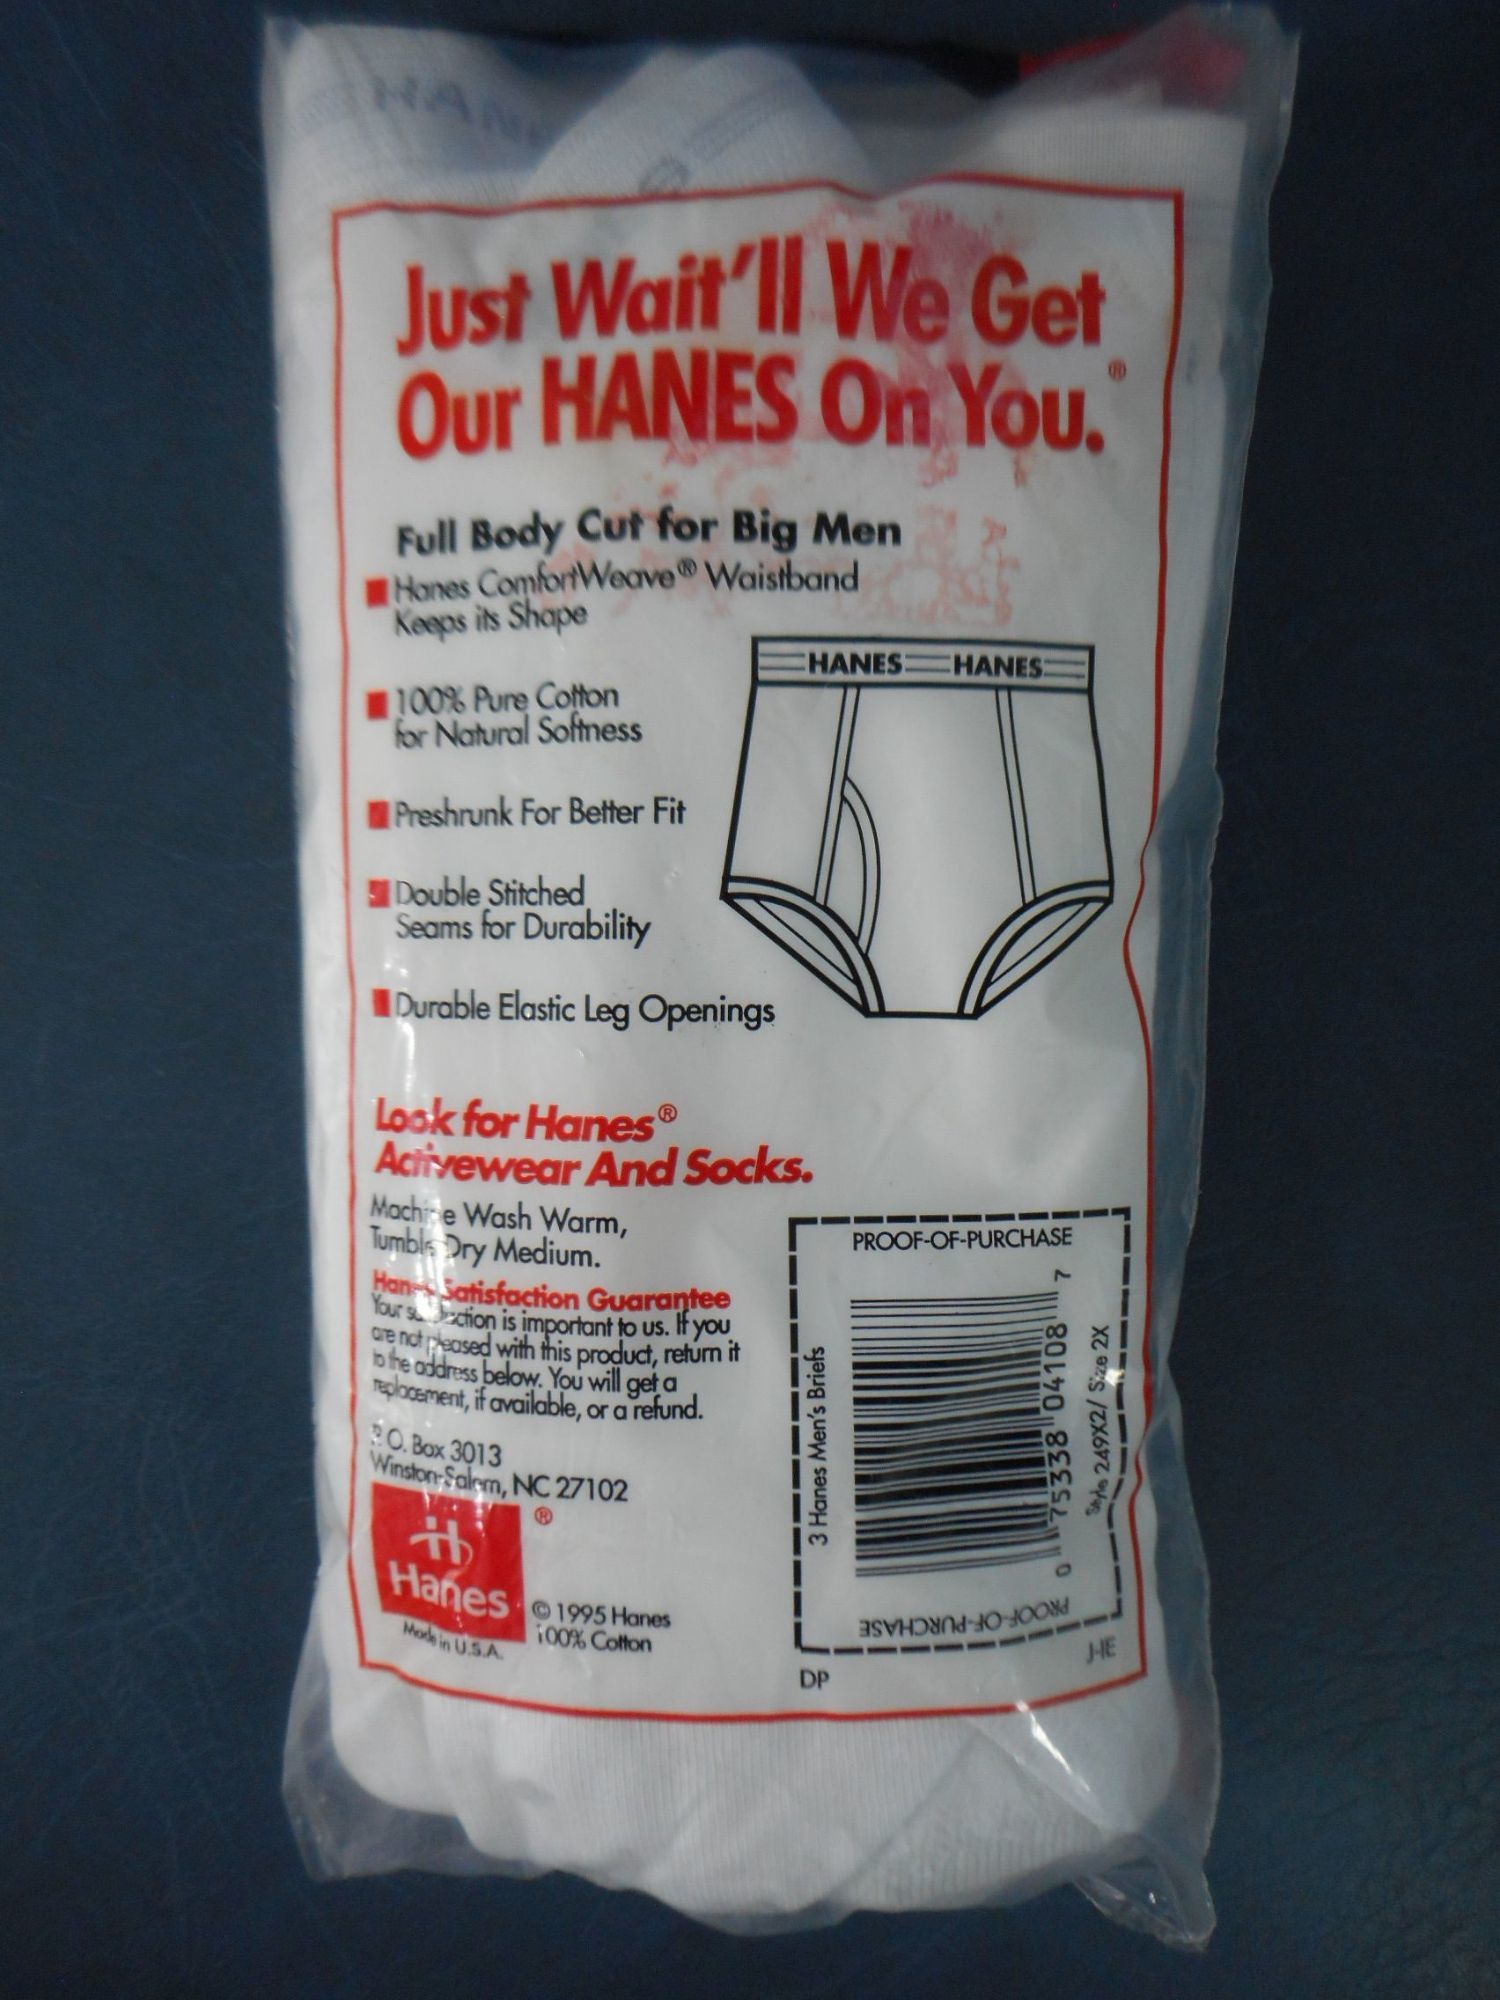 Just Wait'll We Get
Our HANES On You.®
Full Body Cut for Big Men
Hanes ComfortWeave® Waistband
Keeps its Shape
100% Pure Cotton
for Natural Softness
Preshrunk For Better Fit
Double Stitched
Seams for Durability
Durable Elastic Leg Openings
HANES HANES
Look for Hanes®
Activewear And Socks.
Machine Wash Warm,
Tumble Dry Medium.
Hanes Satisfaction Guarantee
Your satisfaction is important to us. If you
are not pleased with this product, return it
to the address below. You will get a
replacement, if available, or a refund.
P.O. Box 3013
Winston-Salem, NC 27102
H
Hanes
®
Made in U.S.A.
© 1995 Hanes
100% Cotton
PROOF-OF-PURCHASE
3 Hanes Men's Briefs
0 75338 04108 7
Style 249X2/ Size 2X
PROOF-OF-PURCHASE
DP